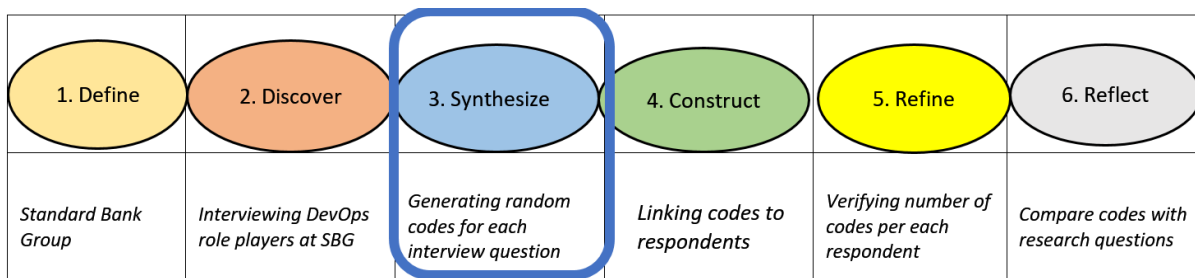 1. Define
2. Discover
3. Synthesize
4. Construct
5. Refine
6. Reflect
Standard Bank
Group
Interviewing DevOps
role players at SBG
Generating random
codes for each
interview question
Linking codes to
respondents
Verifying number of
codes per each
respondent
Compare codes with
research questions